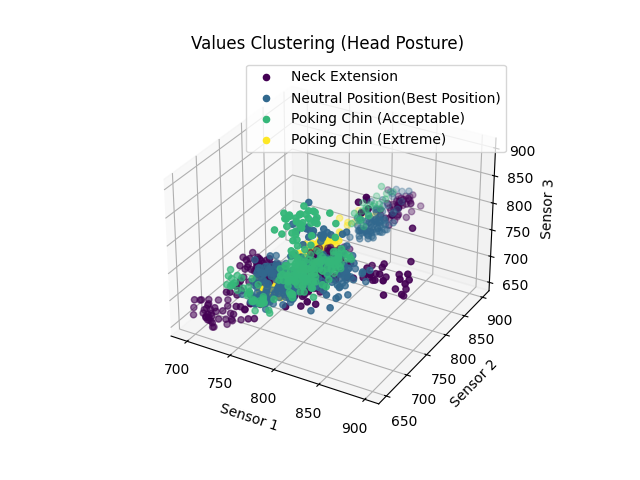 Values Clustering (Head Posture)
Neck Extension
Neutral Position(Best Position)
Poking Chin (Acceptable)
Poking Chin (Extreme)
900
850
800
750
700
650
Sensor 3
700
750
800
850
900
Sensor 1
650
700
750
800
850
900
Sensor 2